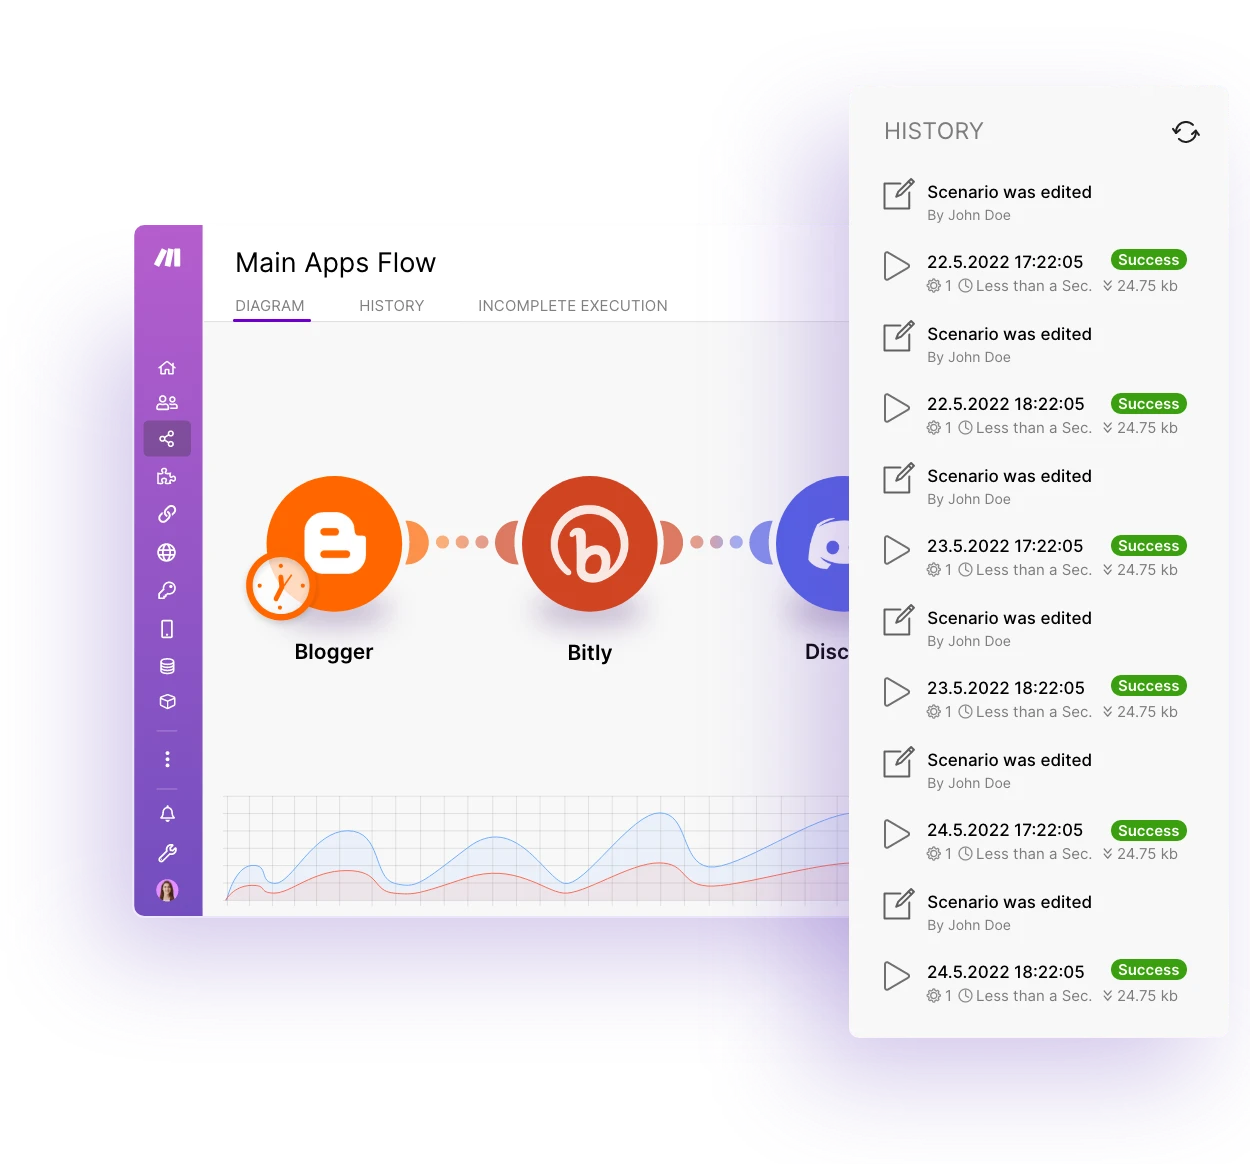 Main Apps Flow
DIAGRAM HISTORY INCOMPLETE EXECUTION
Blogger
Bitly
Disc
HISTORY
Scenario was edited
By John Doe
22.5.2022 17:22:05 Success
1 Less than a Sec. 24.75 kb
Scenario was edited
By John Doe
22.5.2022 18:22:05 Success
1 Less than a Sec. 24.75 kb
Scenario was edited
By John Doe
23.5.2022 17:22:05 Success
1 Less than a Sec. 24.75 kb
Scenario was edited
By John Doe
23.5.2022 18:22:05 Success
1 Less than a Sec. 24.75 kb
Scenario was edited
By John Doe
24.5.2022 17:22:05 Success
1 Less than a Sec. 24.75 kb
Scenario was edited
By John Doe
24.5.2022 18:22:05 Success
1 Less than a Sec. 24.75 kb